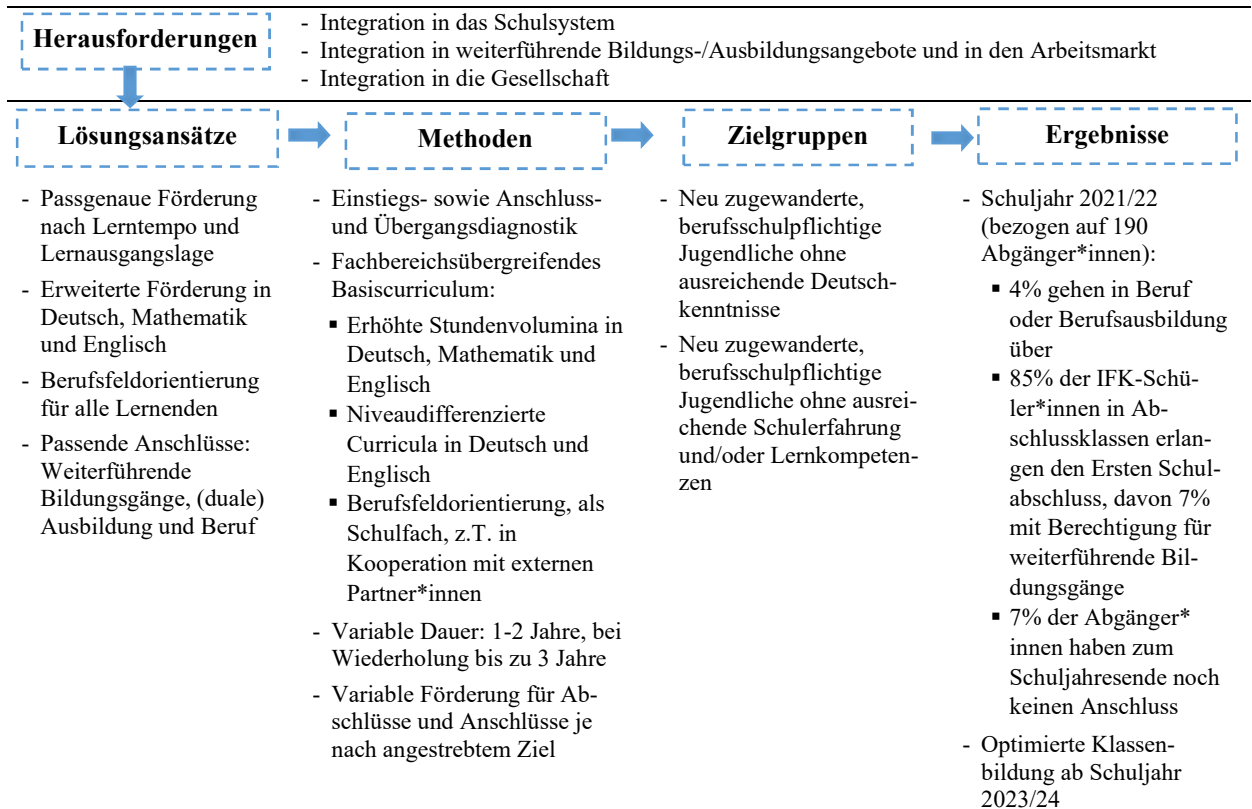 Herausforderungen
- Integration in das Schulsystem
- Integration in weiterführende Bildungs-/Ausbildungsangebote und in den Arbeitsmarkt
- Integration in die Gesellschaft
Lösungsansätze
- Passgenaue Förderung
nach Lerntempo und
Lernausgangslage
- Erweiterte Förderung in
Deutsch, Mathematik
und Englisch
- Berufsfeldorientierung
für alle Lernenden
- Passende Anschlüsse:
Weiterführende
Bildungsgänge, (duale)
Ausbildung und Beruf
Methoden
- Einstiegs- sowie Anschluss-
und Übergangsdiagnostik
- Fachbereichsübergreifendes
Basiscurriculum:
▪ Erhöhte Stundenvolumina in
Deutsch, Mathematik und
Englisch
▪ Niveaudifferenzierte
Curricula in Deutsch und
Englisch
▪ Berufsfeldorientierung, als
Schulfach, z.T. in
Kooperation mit externen
Partner*innen
- Variable Dauer: 1-2 Jahre, bei
Wiederholung bis zu 3 Jahre
- Variable Förderung für Ab-
schlüsse und Anschlüsse je
nach angestrebtem Ziel
Zielgruppen
- Neu zugewanderte,
berufsschulpflichtige
Jugendliche ohne
ausreichende Deutsch-
kenntnisse
- Neu zugewanderte,
berufsschulpflichtige
Jugendliche ohne ausrei-
chende Schulerfahrung
und/oder Lernkompeten-
zen
Ergebnisse
- Schuljahr 2021/22
(bezogen auf 190
Abgänger*innen):
▪ 4% gehen in Beruf
oder Berufsausbildung
über
▪ 85% der IFK-Schü-
ler*innen in Ab-
schlussklassen erlan-
gen den Ersten Schul-
abschluss, davon 7%
mit Berechtigung für
weiterführende Bil-
dungsgänge
▪ 7% der Abgänger*
innen haben zum
Schuljahresende noch
keinen Anschluss
- Optimierte Klassen-
bildung ab Schuljahr
2023/24